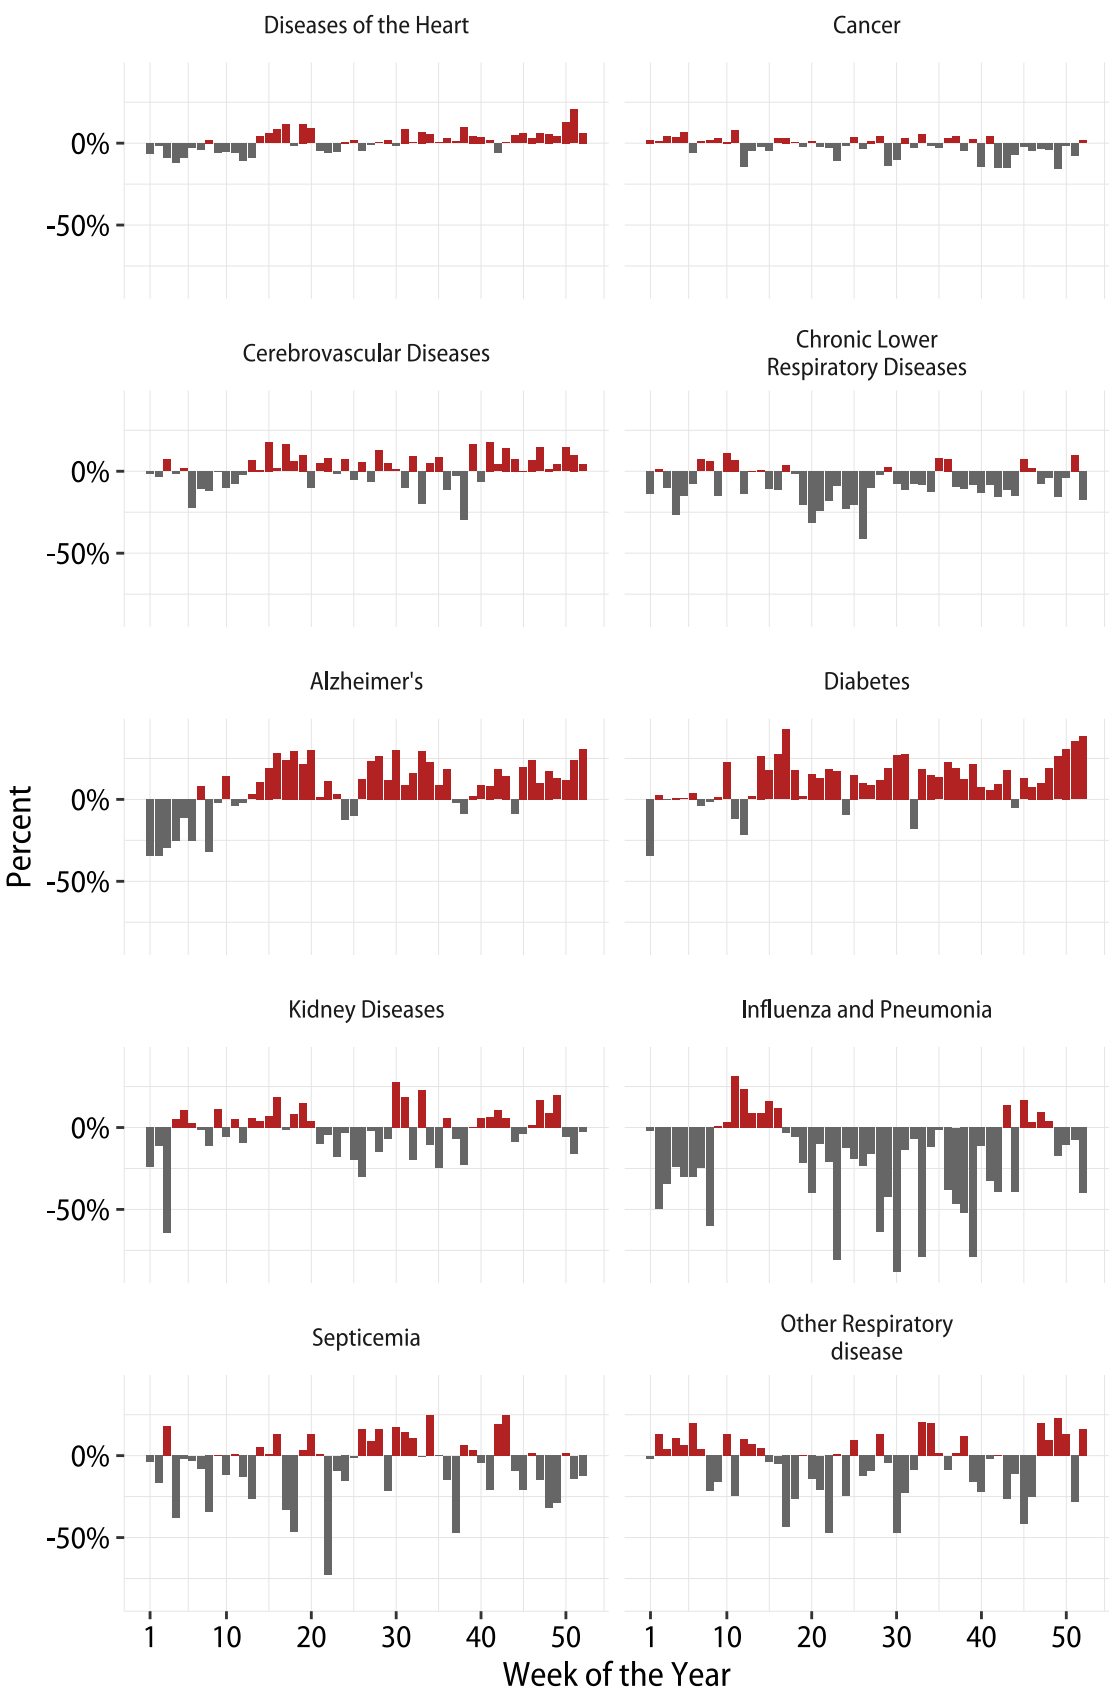 Diseases of the Heart
Cancer
0%
-50%
Cerebrovascular Diseases
Chronic Lower
Respiratory Diseases
0%
-50%
Alzheimer's
Diabetes
0%
-50%
Percent
Kidney Diseases
Influenza and Pneumonia
0%
-50%
Septicemia
Other Respiratory
disease
0%
-50%
1 10 20 30 40 50
1 10 20 30 40 50
Week of the Year